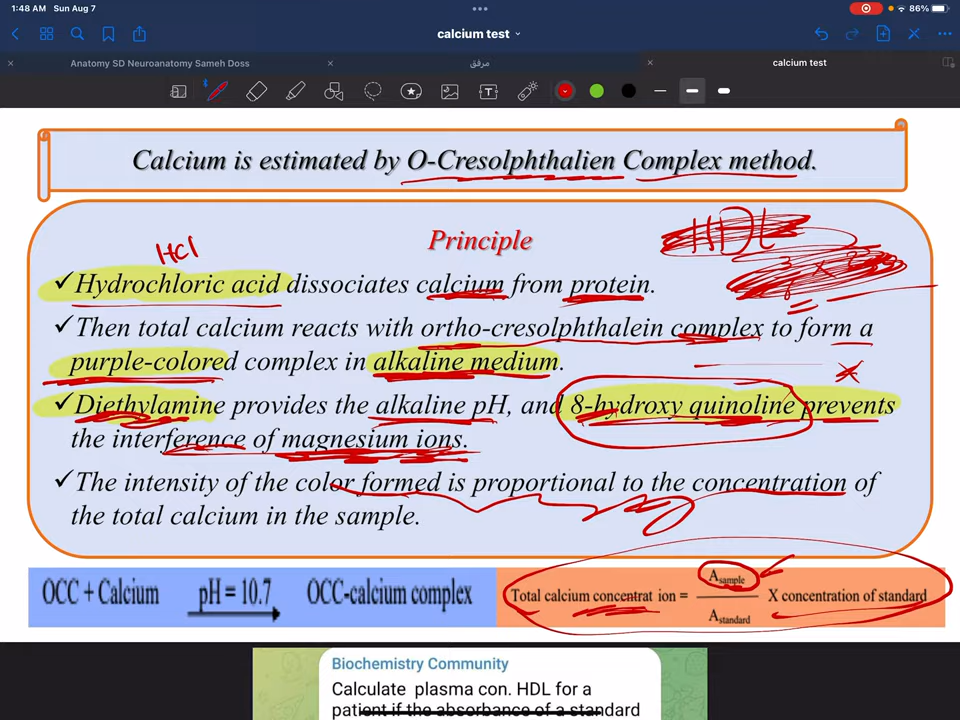 1:48 AM Sun Aug 7
86%
calcium test
Anatomy SD Neuroanatomy Sameh Doss
مرفق
calcium test
Calcium is estimated by O-Cresolphthalien Complex method.
Principle
HDL
HCl
✓Hydrochloric acid dissociates calcium from protein.
✓Then total calcium reacts with ortho-cresolphthalein complex to form a
purple-colored complex in alkaline medium.
✓Diethylamine provides the alkaline pH, and 8-hydroxy quinoline prevents
the interference of magnesium ions.
✓The intensity of the color formed is proportional to the concentration of
the total calcium in the sample.
OCC + Calcium pH = 10.7 OCC-calcium complex
A sample
Total calcium concentrat ion = X concentration of standard
A standard
Biochemistry Community
Calculate plasma con. HDL for a
patient if the absorbance of a standard